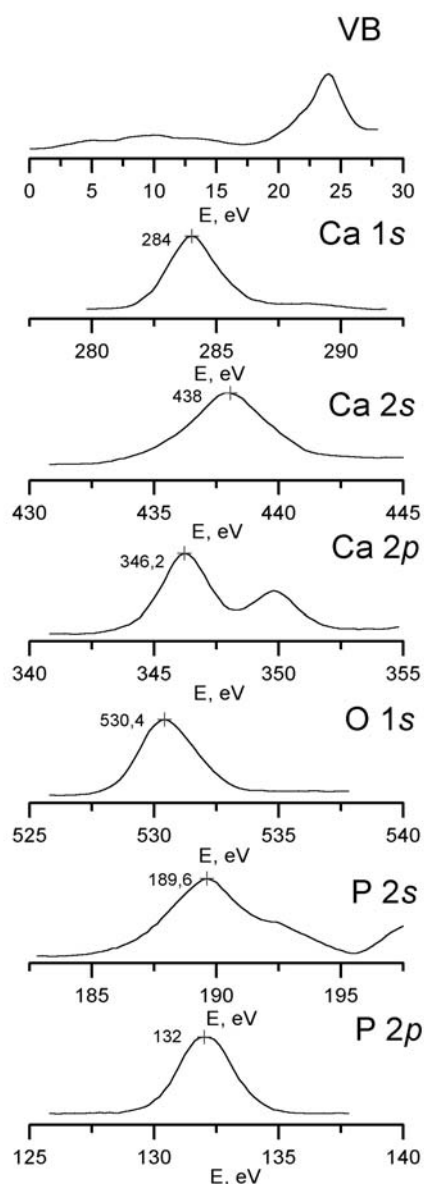 VB
0 5 10 15 20 25 30
E, eV
Ca 1s
284
280 285 290
E, eV
Ca 2s
438
430 435 440 445
E, eV
Ca 2p
346,2
340 345 350 355
E, eV
O 1s
530,4
525 530 535 540
E, eV
P 2s
189,6
185 190 195
E, eV
P 2p
132
125 130 135 140
E, eV